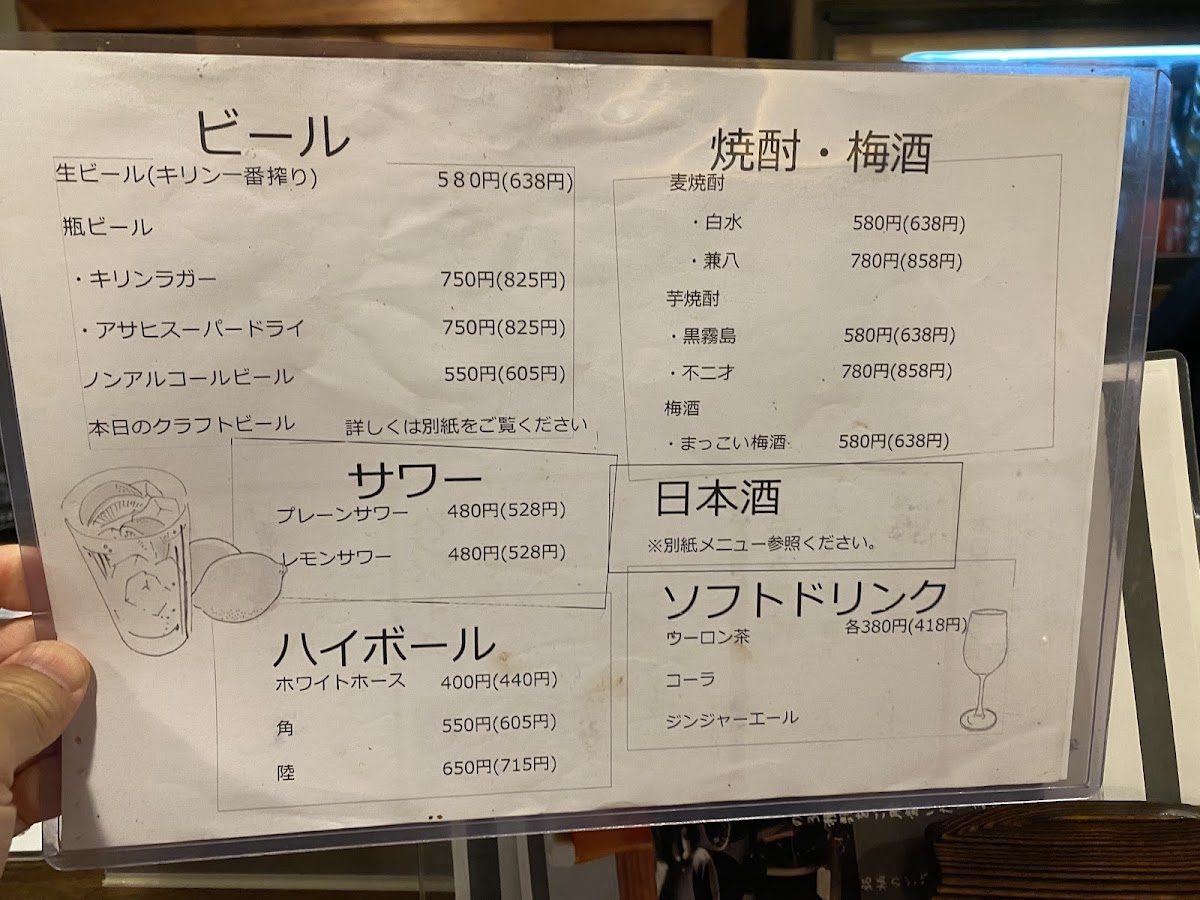 ビール
生ビール(キリン一番搾り) 580円(638円)
瓶ビール
・キリンラガー 750円(825円)
・アサヒスーパードライ 750円(825円)
ノンアルコールビール 550円(605円)
本日のクラフトビール 詳しくは別紙をご覧ください
サワー
プレーンサワー 480円(528円)
レモンサワー 480円(528円)
ハイボール
ホワイトホース 400円(440円)
角 550円(605円)
陸 650円(715円)
焼酎・梅酒
麦焼酎
・白水 580円(638円)
・兼八 780円(858円)
芋焼酎
・黒霧島 580円(638円)
・不二才 780円(858円)
梅酒
・まっこい梅酒 580円(638円)
日本酒
※別紙メニュー参照ください。
ソフトドリンク
各380円(418円)
ウーロン茶
コーラ
ジンジャーエール